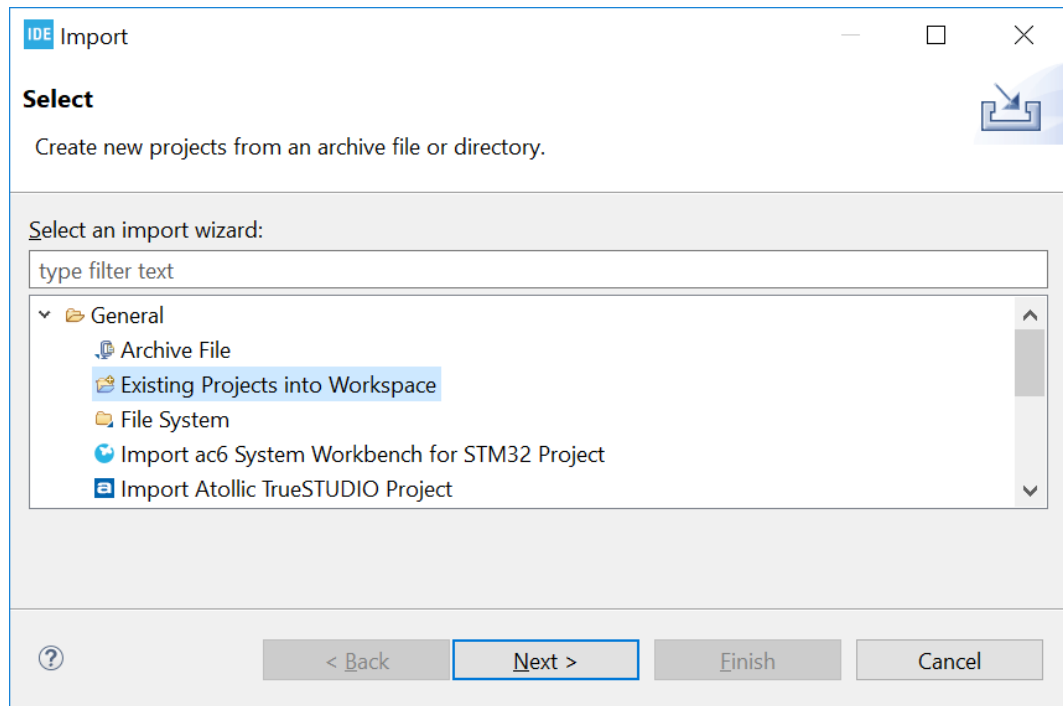 IDE Import
Select
Create new projects from an archive file or directory.
Select an import wizard:
type filter text
General
Archive File
Existing Projects into Workspace
File System
Import ac6 System Workbench for STM32 Project
a Import Atollic TrueSTUDIO Project
? < Back Next > Finish Cancel